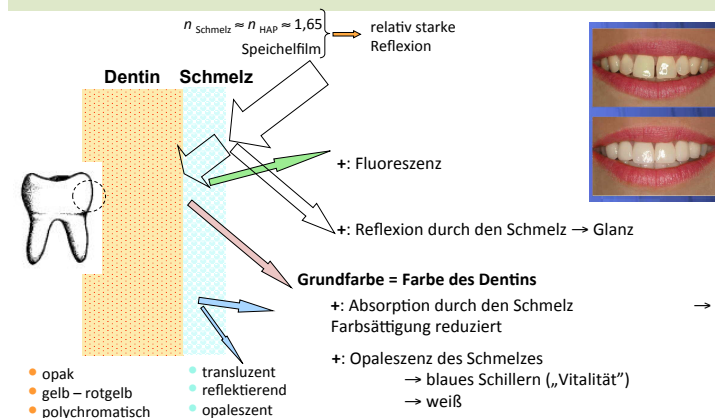 n Schmelz ≈ n HAP ≈ 1,65
Speichelfilm
relativ starke
Reflexion
Dentin Schmelz
+: Fluoreszenz
+: Reflexion durch den Schmelz → Glanz
Grundfarbe = Farbe des Dentins
+: Absorption durch den Schmelz →
Farbsättigung reduziert
+: Opaleszenz des Schmelzes
→ blaues Schillern („Vitalität”)
→ weiß
• opak
• gelb – rotgelb
• polychromatisch
• transluzent
• reflektierend
• opaleszent